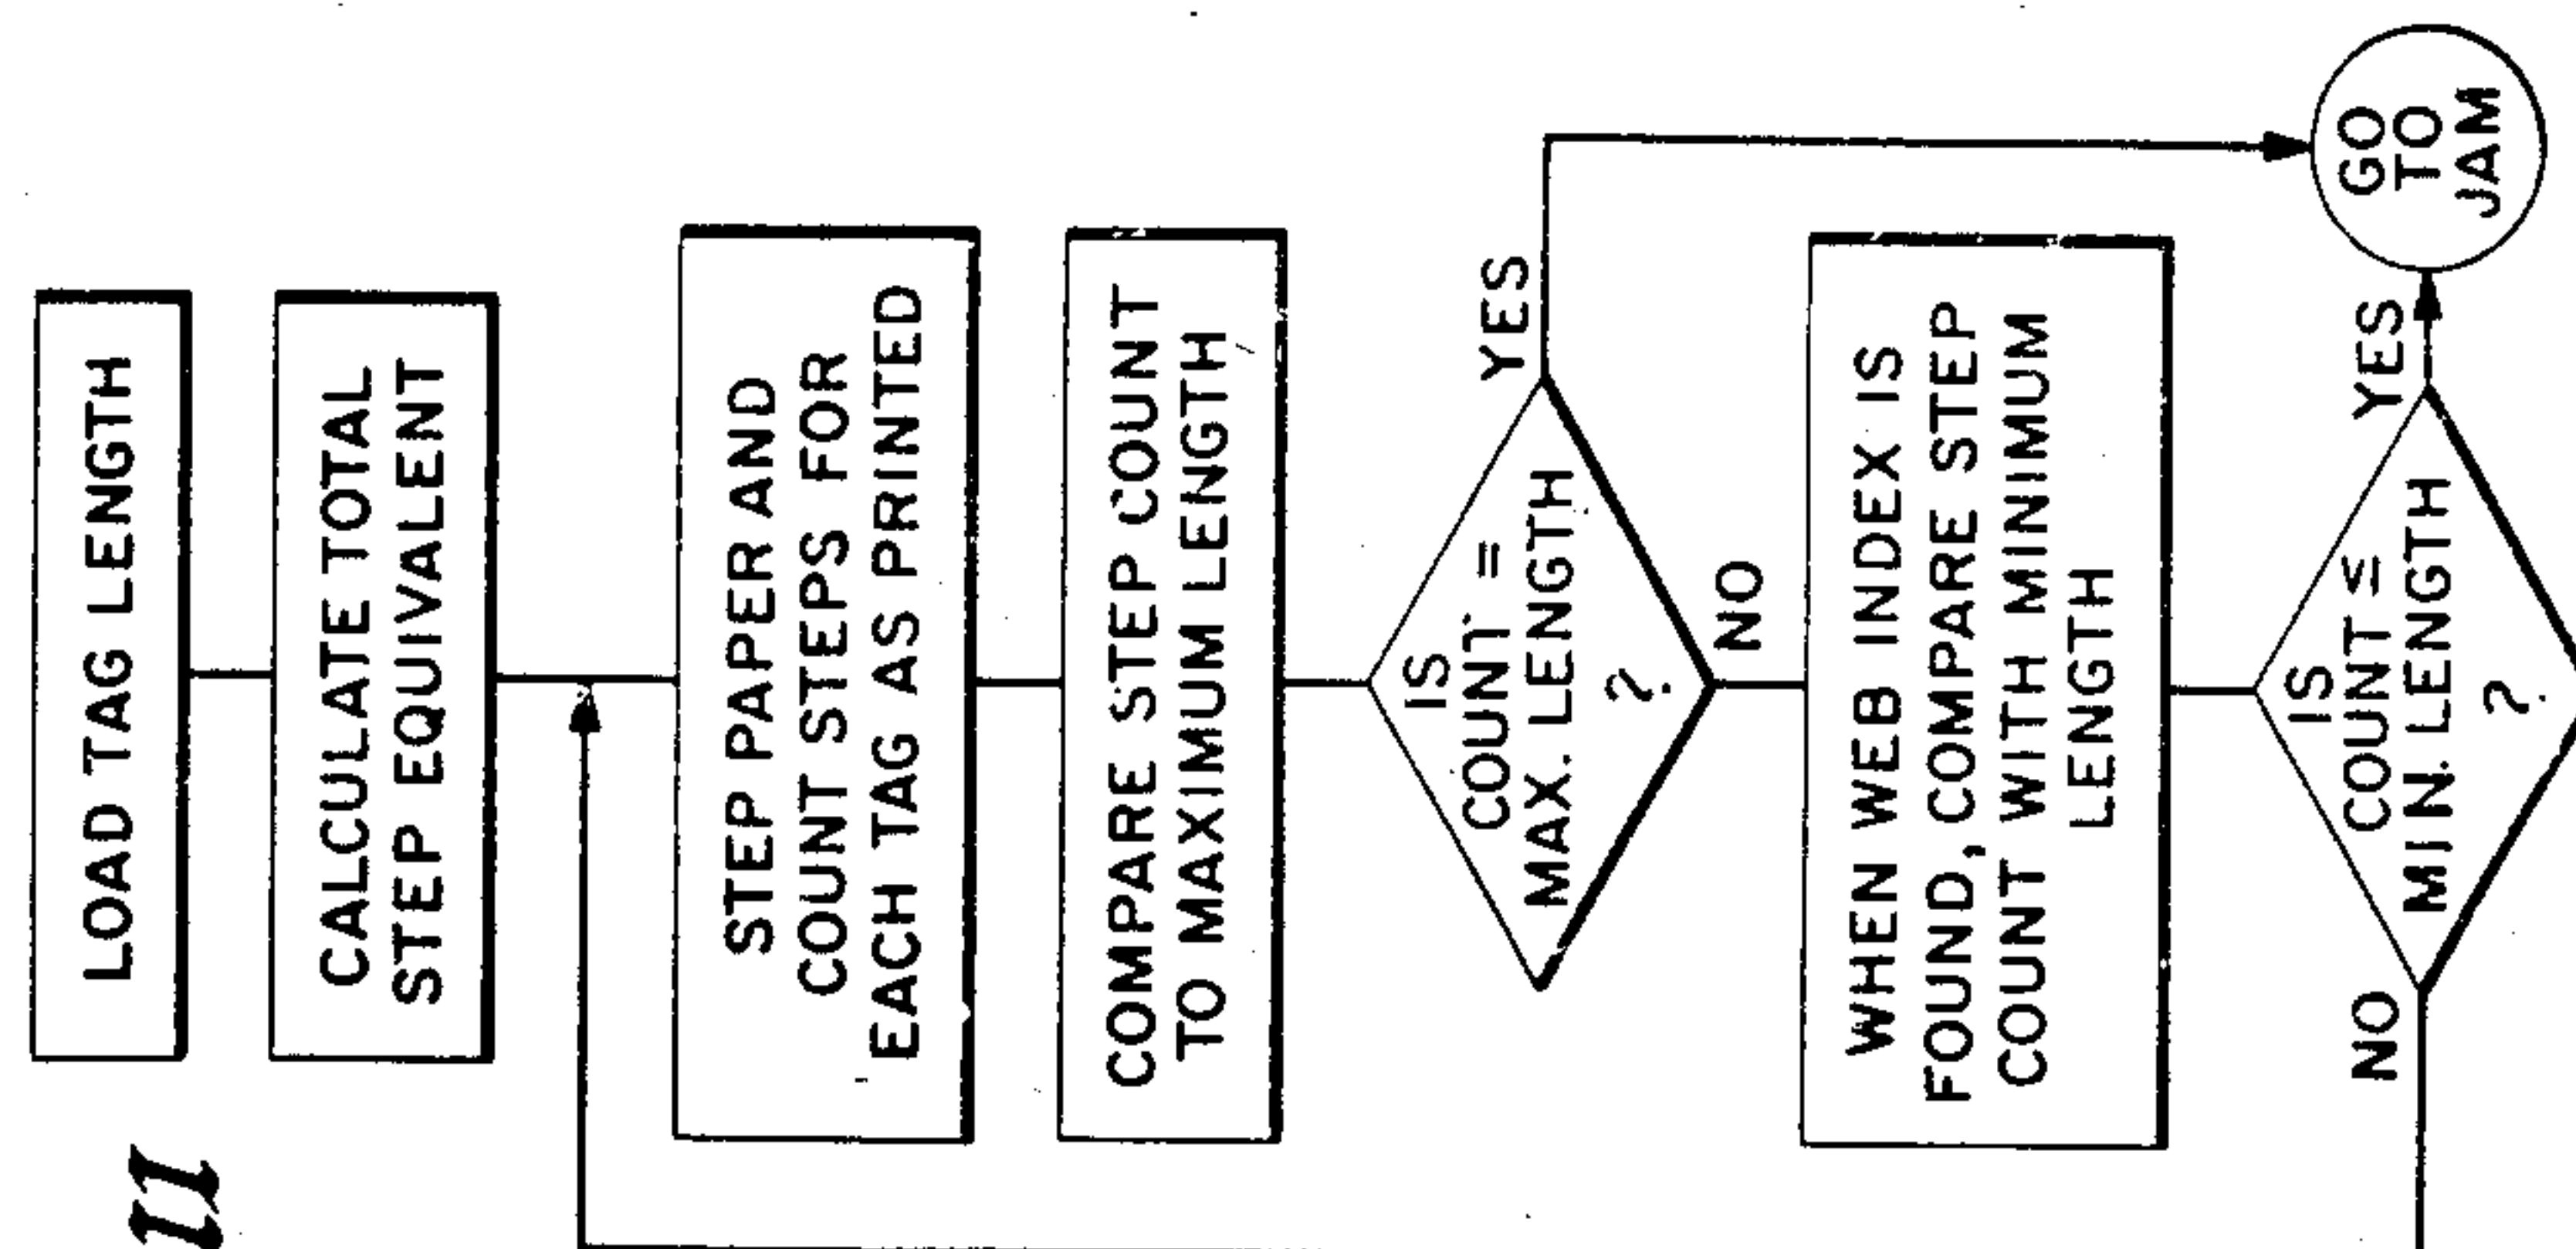 11
LOAD TAG LENGTH
CALCULATE TOTAL
STEP EQUIVALENT
STEP PAPER AND
COUNT STEPS FOR
EACH TAG AS PRINTED
COMPARE STEP COUNT
TO MAXIMUM LENGTH
IS
COUNT =
MAX. LENGTH
?
YES
NO
WHEN WEB INDEX IS
FOUND, COMPARE STEP
COUNT WITH MINIMUM
LENGTH
IS
COUNT ≤
MIN. LENGTH
?
YES
NO
GO
TO
JAM